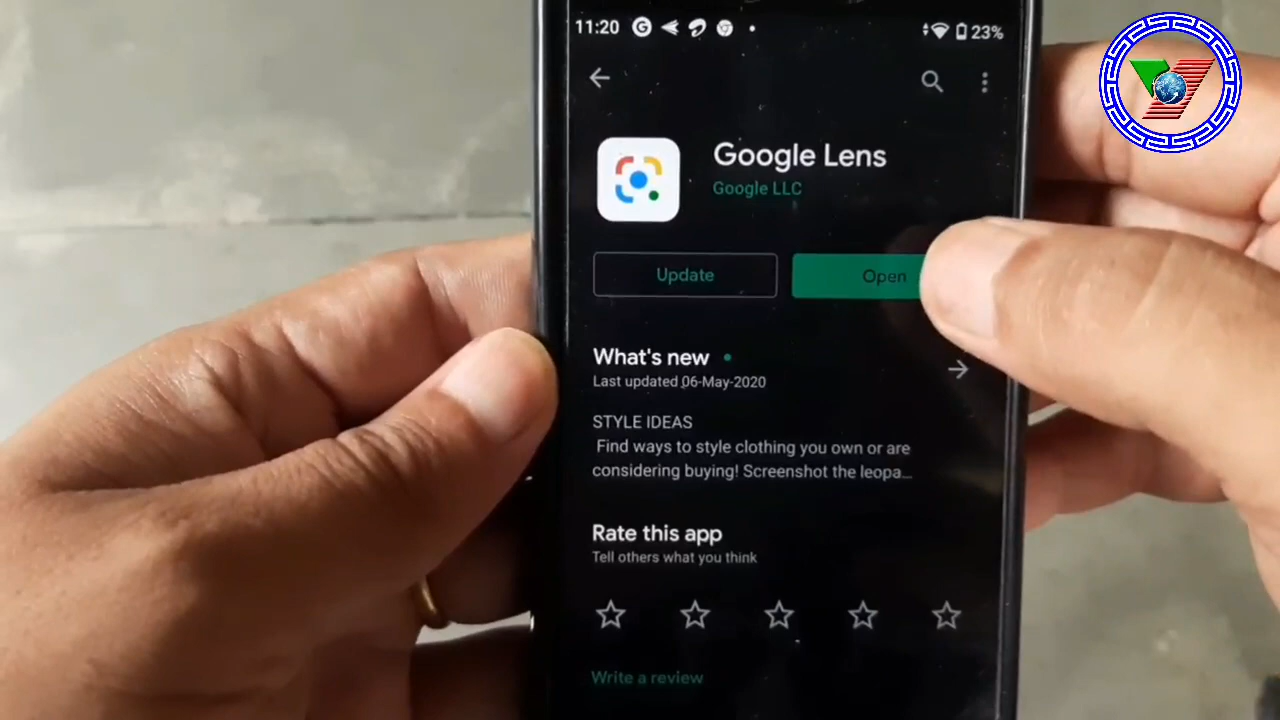 11:20
23%
Google Lens
Google LLC
Update
Open
What's new
Last updated 06-May-2020
STYLE IDEAS
Find ways to style clothing you own or are
considering buying! Screenshot the leopa...
Rate this app
Tell others what you think
Write a review